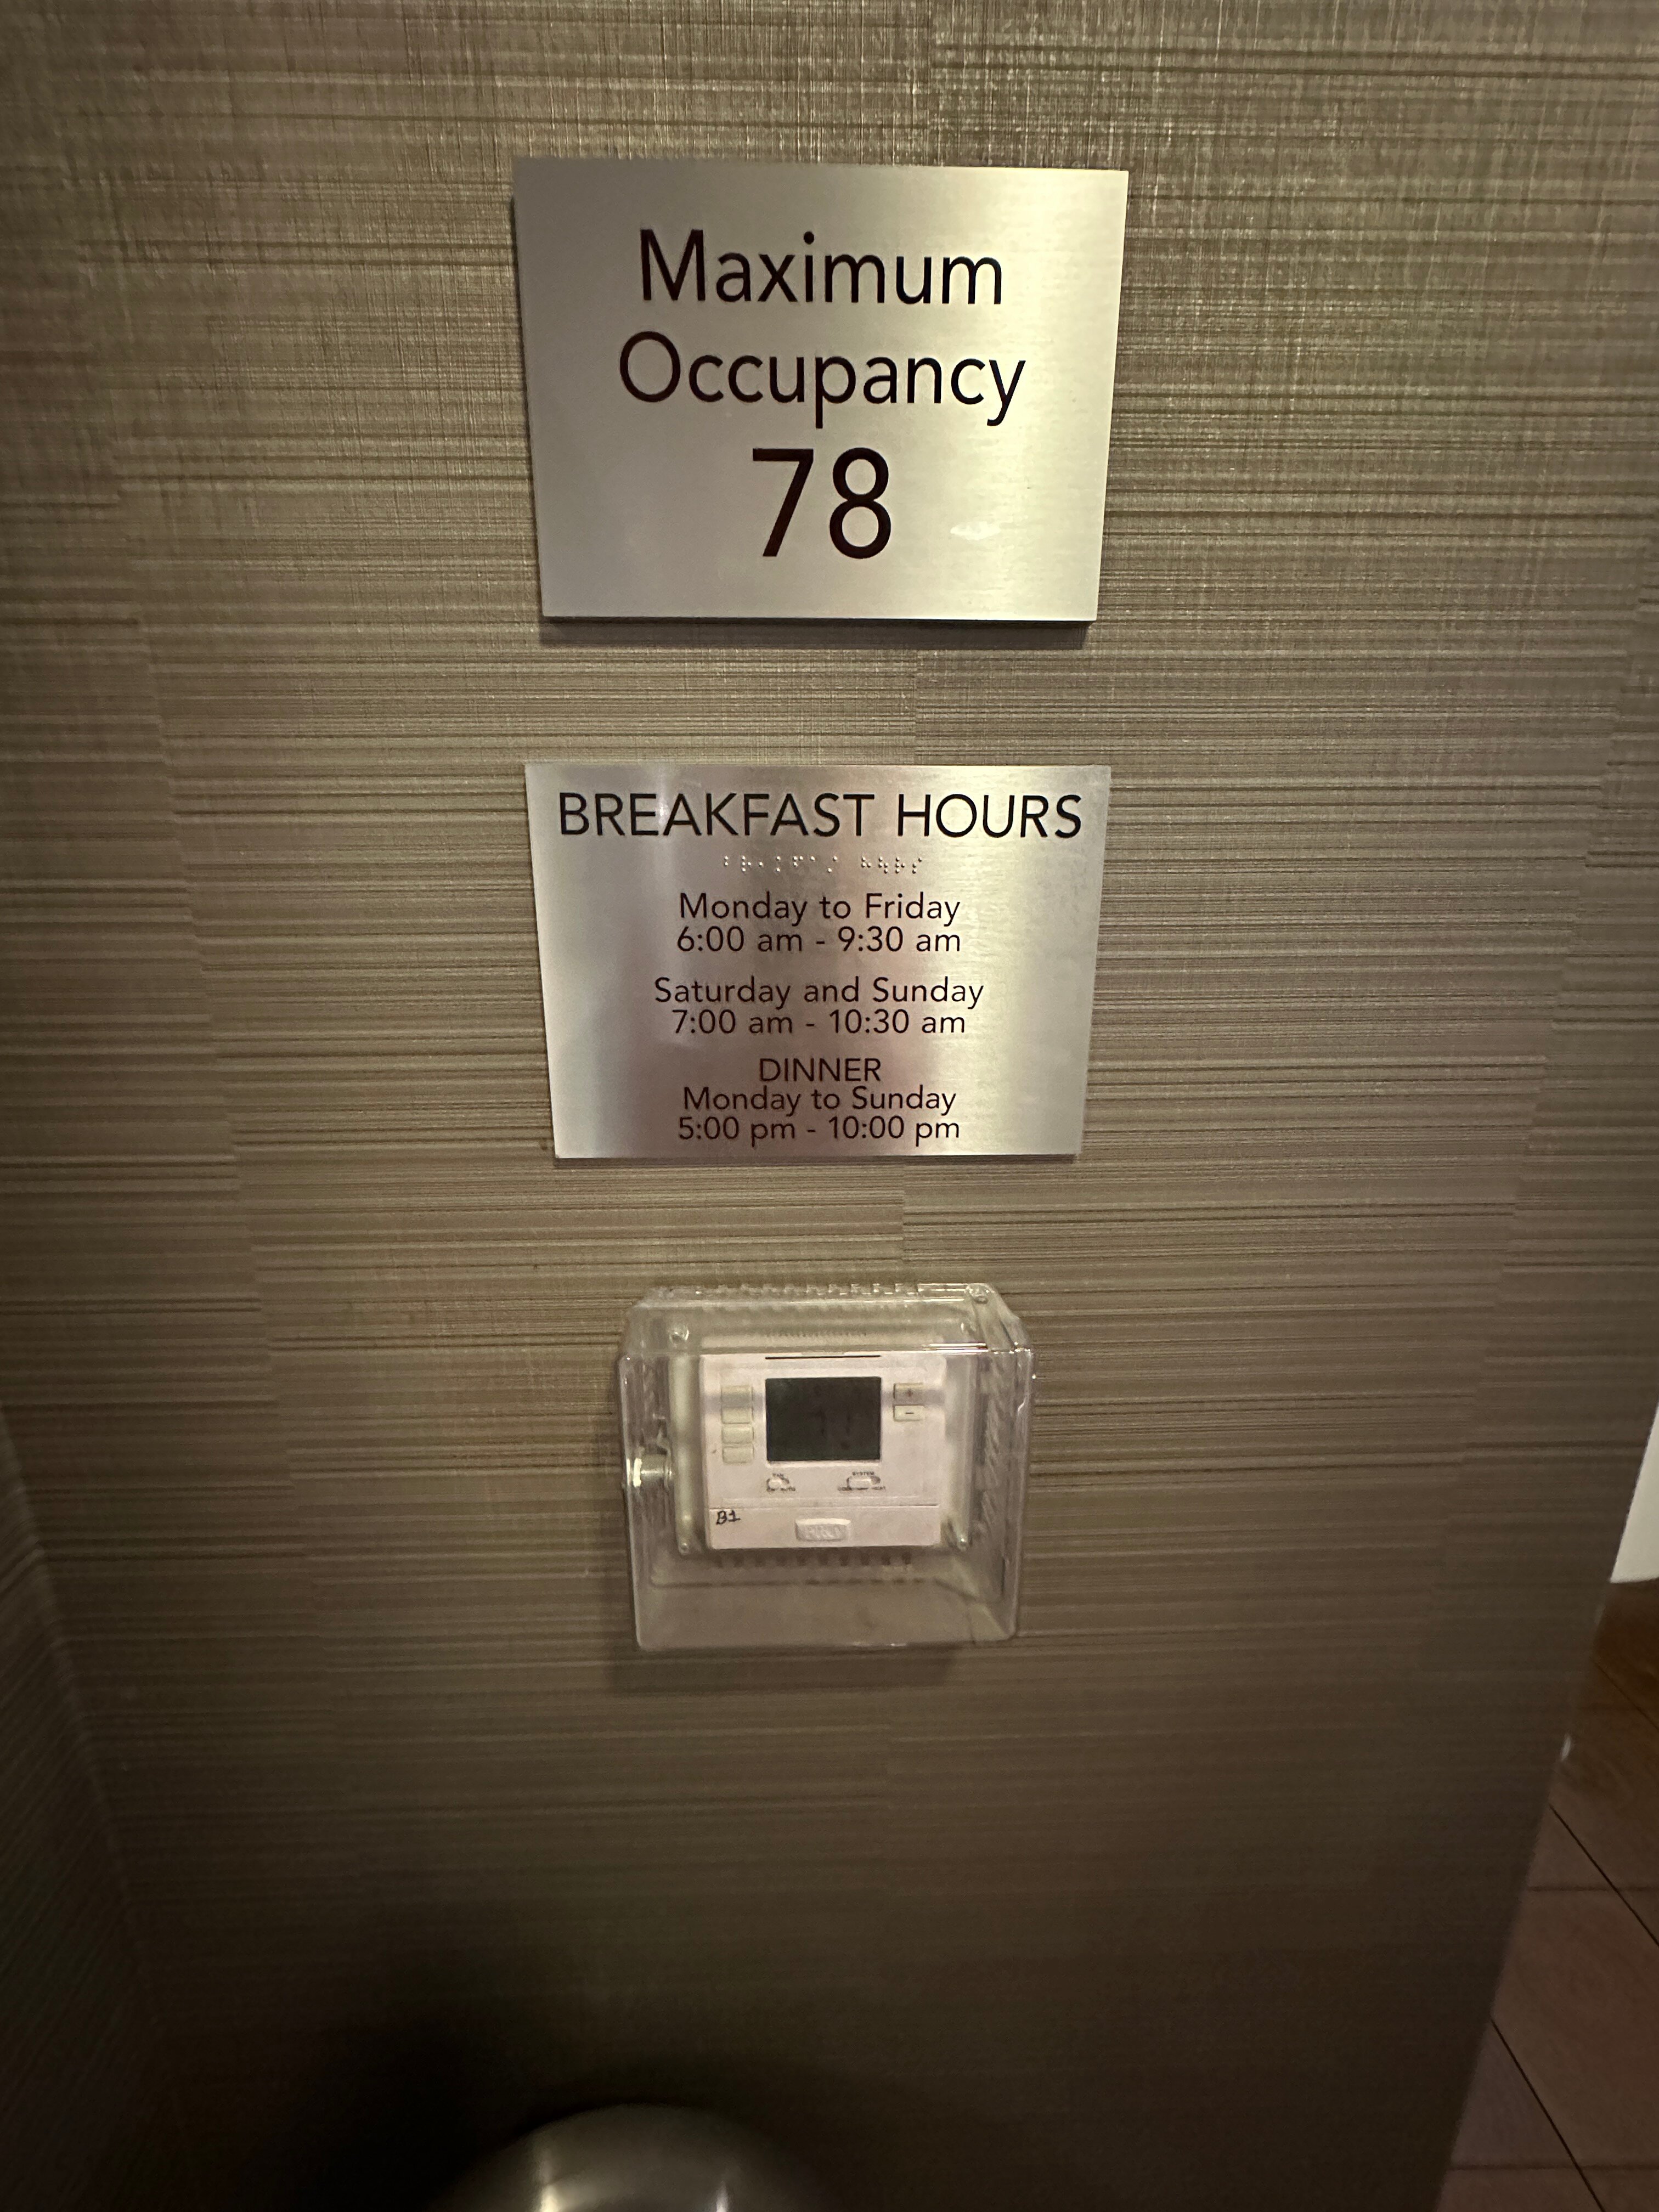 Maximum
Occupancy
78
BREAKFAST HOURS
Monday to Friday
6:00 am - 9:30 am
Saturday and Sunday
7:00 am - 10:30 am
DINNER
Monday to Sunday
5:00 pm - 10:00 pm
+
-
SYSTEM
B1
PRO